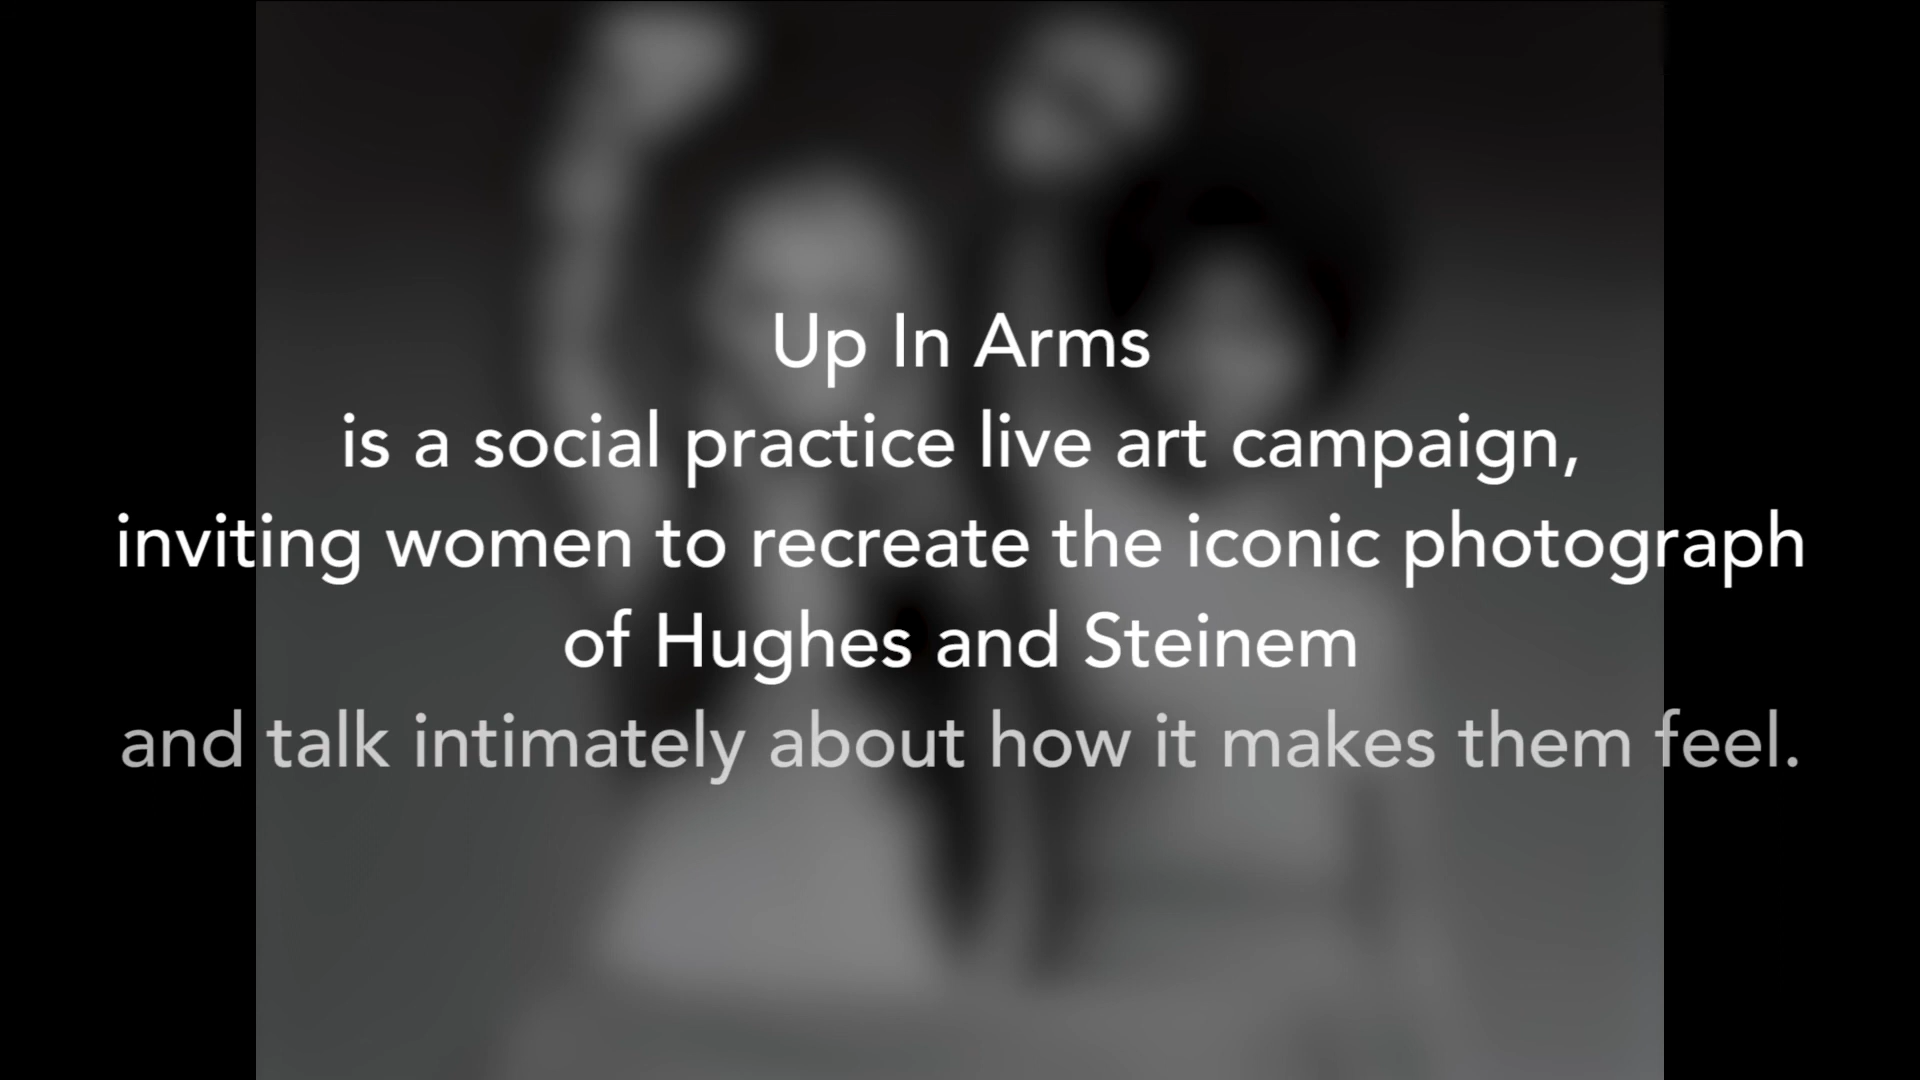 Up In Arms
is a social practice live art campaign,
inviting women to recreate the iconic photograph
of Hughes and Steinem
and talk intimately about how it makes them feel.